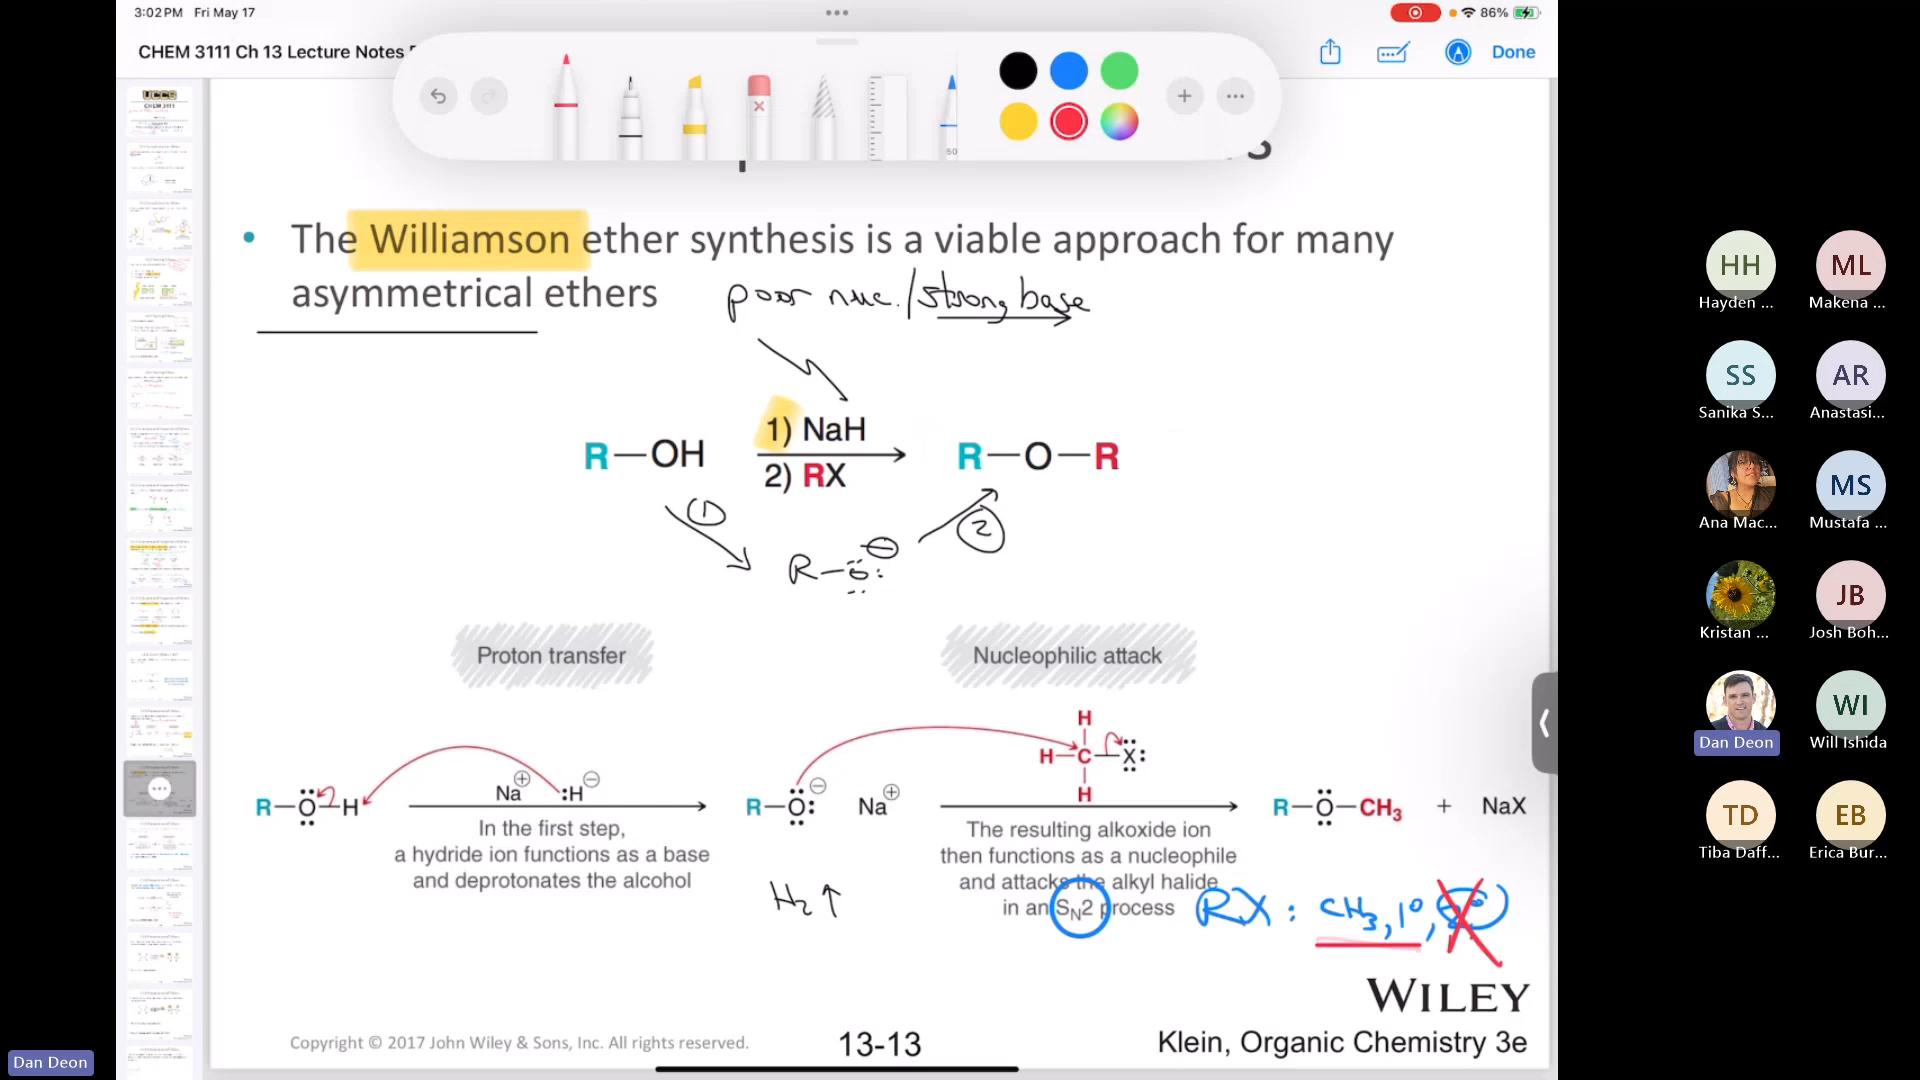 3:02 PM Fri May 17
86%
CHEM 3111 Ch 13 Lecture Notes
Done
50
UCCS
CHEM 3111
• The Williamson ether synthesis is a viable approach for many
asymmetrical ethers
poor nuc. / strong base
R—OH
1) NaH
2) RX
R—O—R
1
2
R—Ö:⊖
Proton transfer
Nucleophilic attack
R—O—H
Na⊕ :H⊖
In the first step,
a hydride ion functions as a base
and deprotonates the alcohol
R—O:⊖ Na⊕
H
H—C—X:
H
The resulting alkoxide ion
then functions as a nucleophile
and attacks the alkyl halide
in an SN2 process
R—O—CH3 + NaX
H2 ↑
RX : CH3, 1°, 2°
WILEY
Copyright © 2017 John Wiley & Sons, Inc. All rights reserved.
13-13
Klein, Organic Chemistry 3e
HH
Hayden ...
ML
Makena ...
SS
Sanika S...
AR
Anastasi...
Ana Mac...
MS
Mustafa ...
Kristan ...
JB
Josh Boh...
Dan Deon
WI
Will Ishida
TD
Tiba Daff...
EB
Erica Bur...
Dan Deon